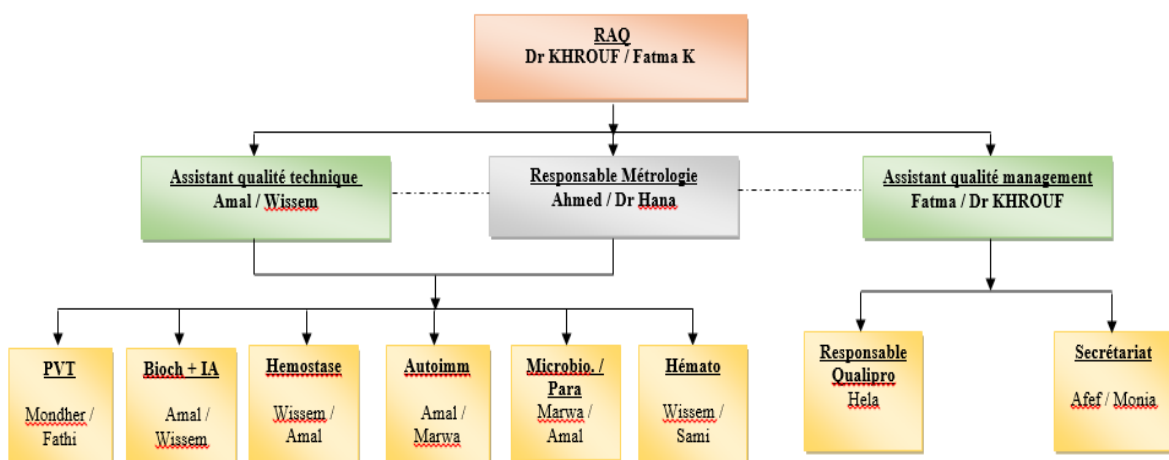 RAQ
Dr KHROUF / Fatma K
Assistant qualité technique
Amal / Wissem
Responsable Métrologie
Ahmed / Dr Hana
Assistant qualité management
Fatma / Dr KHROUF
PVT
Mondher /
Fathi
Bioch + IA
Amal /
Wissem
Hemostase
Wissem /
Amal
Autoimm
Amal /
Marwa
Microbio. /
Para
Marwa /
Amal
Hémato
Wissem /
Sami
Responsable
Qualipro
Hela
Secrétariat
Afef / Monia